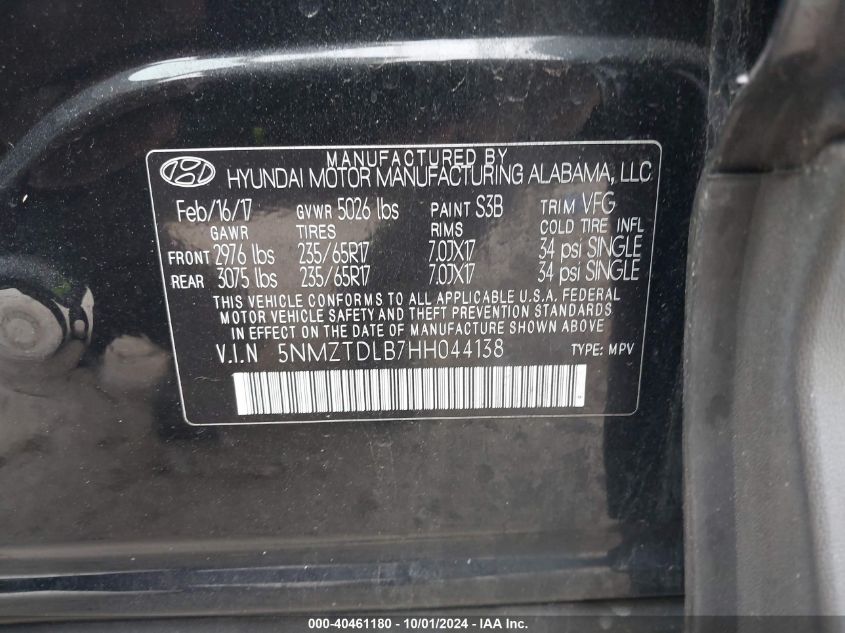 MANUFACTURED BY
HYUNDAI MOTOR MANUFACTURING ALABAMA, LLC
Feb/16/17 GVWR 5026 lbs PAINT S3B TRIM VFG
GAWR TIRES RIMS COLD TIRE INFL
FRONT 2976 lbs 235/65R17 7.0JX17 34 psi SINGLE
REAR 3075 lbs 235/65R17 7.0JX17 34 psi SINGLE
THIS VEHICLE CONFORMS TO ALL APPLICABLE U.S.A. FEDERAL
MOTOR VEHICLE SAFETY AND THEFT PREVENTION STANDARDS
IN EFFECT ON THE DATE OF MANUFACTURE SHOWN ABOVE
V.I.N 5NMZTDLB7HH044138 TYPE: MPV
000-40461180 - 10/01/2024 - IAAI.com